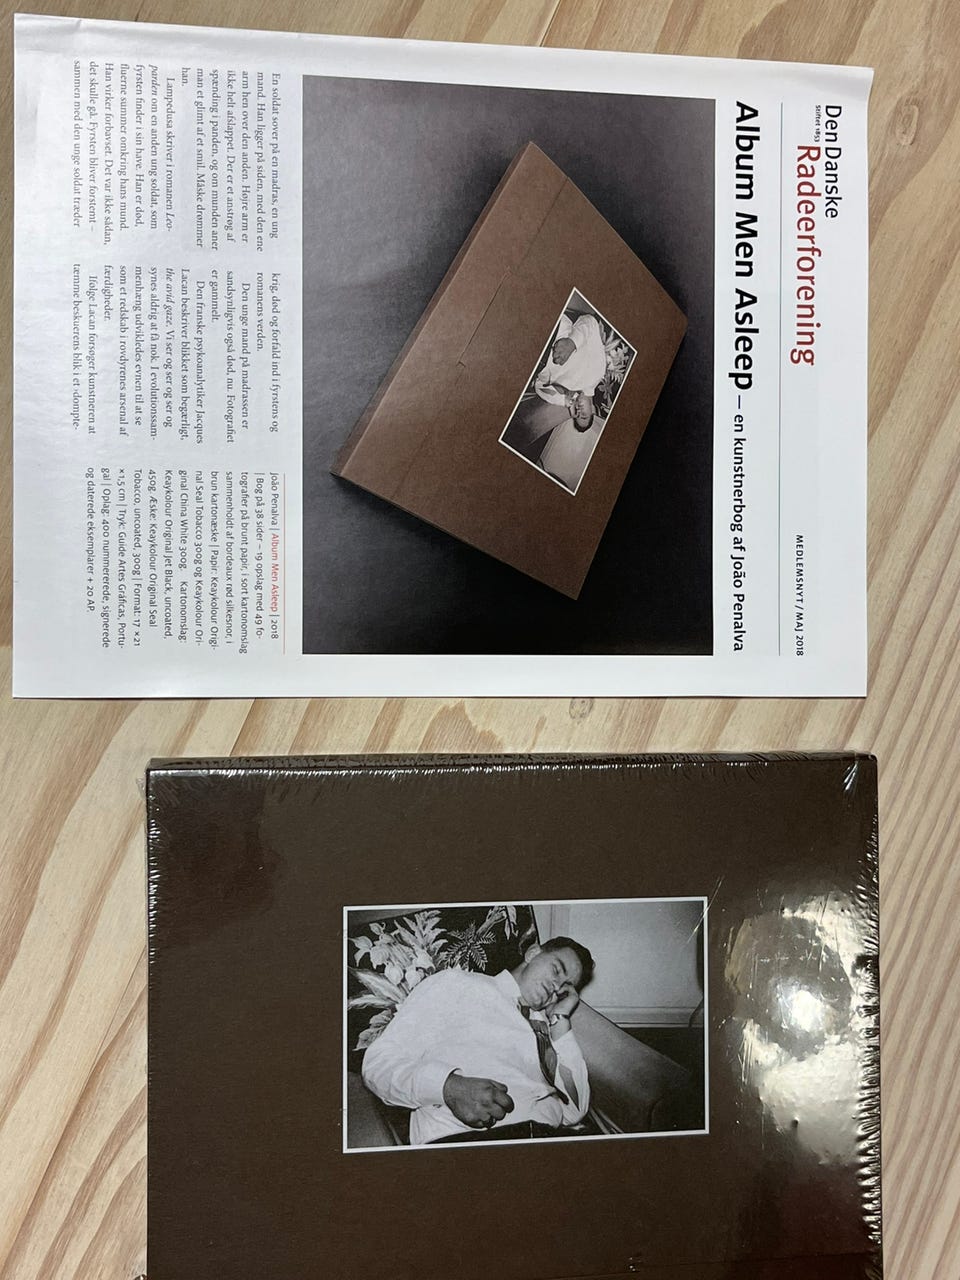 Den Danske
Stiftet 1853
Radeerforening
MEDLEMSNYT / MAJ 2018
Album Men Asleep – en kunstnerbog af João Penalva
En soldat sover på en madras, en ung
mand. Han ligger på siden, med den ene
arm hen over den anden. Højre arm er
ikke helt afslappet. Der er et anstrøg af
spænding i panden, og om munden aner
man et glimt af et smil. Måske drømmer
han.
Lampedusa skriver i romanen Leo-
parden om en anden ung soldat, som
fyrsten finder i sin have. Han er død,
fluerne summer omkring hans mund.
Han virker forbavset. Det var ikke sådan,
det skulle gå. Fyrsten bliver forstemt –
sammen med den unge soldat træder
krig, død og forfald ind i fyrstens og
romanens verden.
Den unge mand på madrassen er
sandsynligvis også død, nu. Fotografiet
er gammelt.
Den franske psykoanalytiker Jacques
Lacan beskriver blikket som begærligt,
the avid gaze. Vi ser og ser og ser og
synes aldrig at få nok. I evolutionssam-
menhæng udvikledes evnen til at se
som et redskab i rovdyrenes arsenal af
færdigheder.
Ifølge Lacan forsøger kunstneren at
tæmme beskuerens blik i et ›dompte-
João Penalva | Album Men Asleep | 2018
| Bog på 38 sider – 19 opslag med 49 fo-
tografier på brunt papir, i sort kartonomslag
sammenholdt af bordeaux rød silkesnor, i
brun kartonæske | Papir: Keaykolour Origi-
nal Seal Tobacco 300g og Keaykolour Ori-
ginal China White 300g Kartonomslag:
Keaykolour Original Jet Black, uncoated,
450g. Æske: Keaykolour Original Seal
Tobacco, uncoated, 300g | Format: 17 × 21
× 1,5 cm | Tryk: Guide Artes Gráficas, Portu-
gal | Oplag: 400 nummererede, signerede
og daterede eksemplarer + 20 AP.